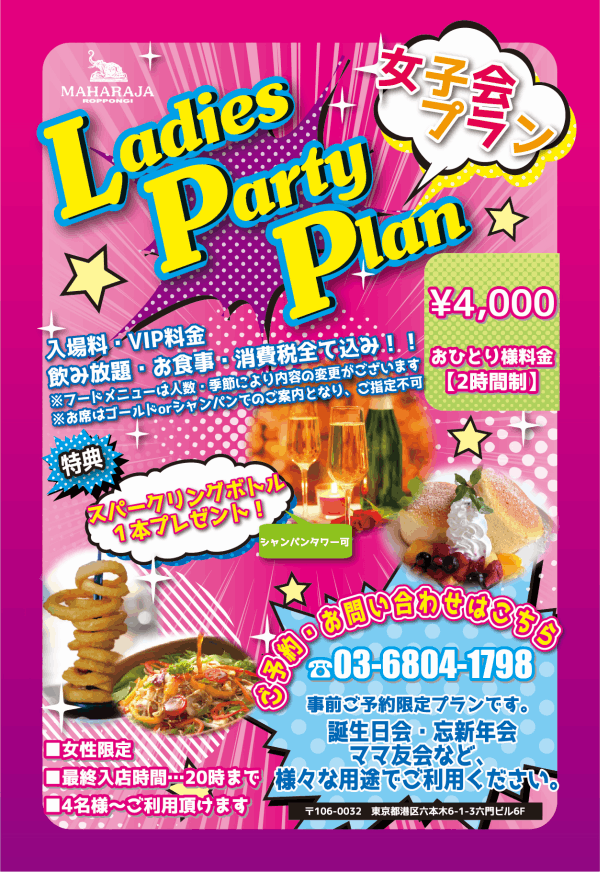 MAHARAJA
ROPPONGI
女子会
プラン
Ladies
Party
Plan
¥4,000
おひとり様料金
【2時間制】
入場料・VIP料金
飲み放題・お食事・消費税全て込み！！
※フードメニューは人数・季節により内容の変更がございます
※お席はゴールドorシャンパンでのご案内となり、ご指定不可
特典
スパークリングボトル
1本プレゼント！
シャンパンタワー可
ご予約・お問い合わせはこちら
☎03-6804-1798
事前ご予約限定プランです。
誕生日会・忘新年会
ママ友会など、
様々な用途でご利用ください。
■女性限定
■最終入店時間…20時まで
■4名様〜ご利用頂けます
〒106-0032 東京都港区六本木6-1-3六門ビル6F